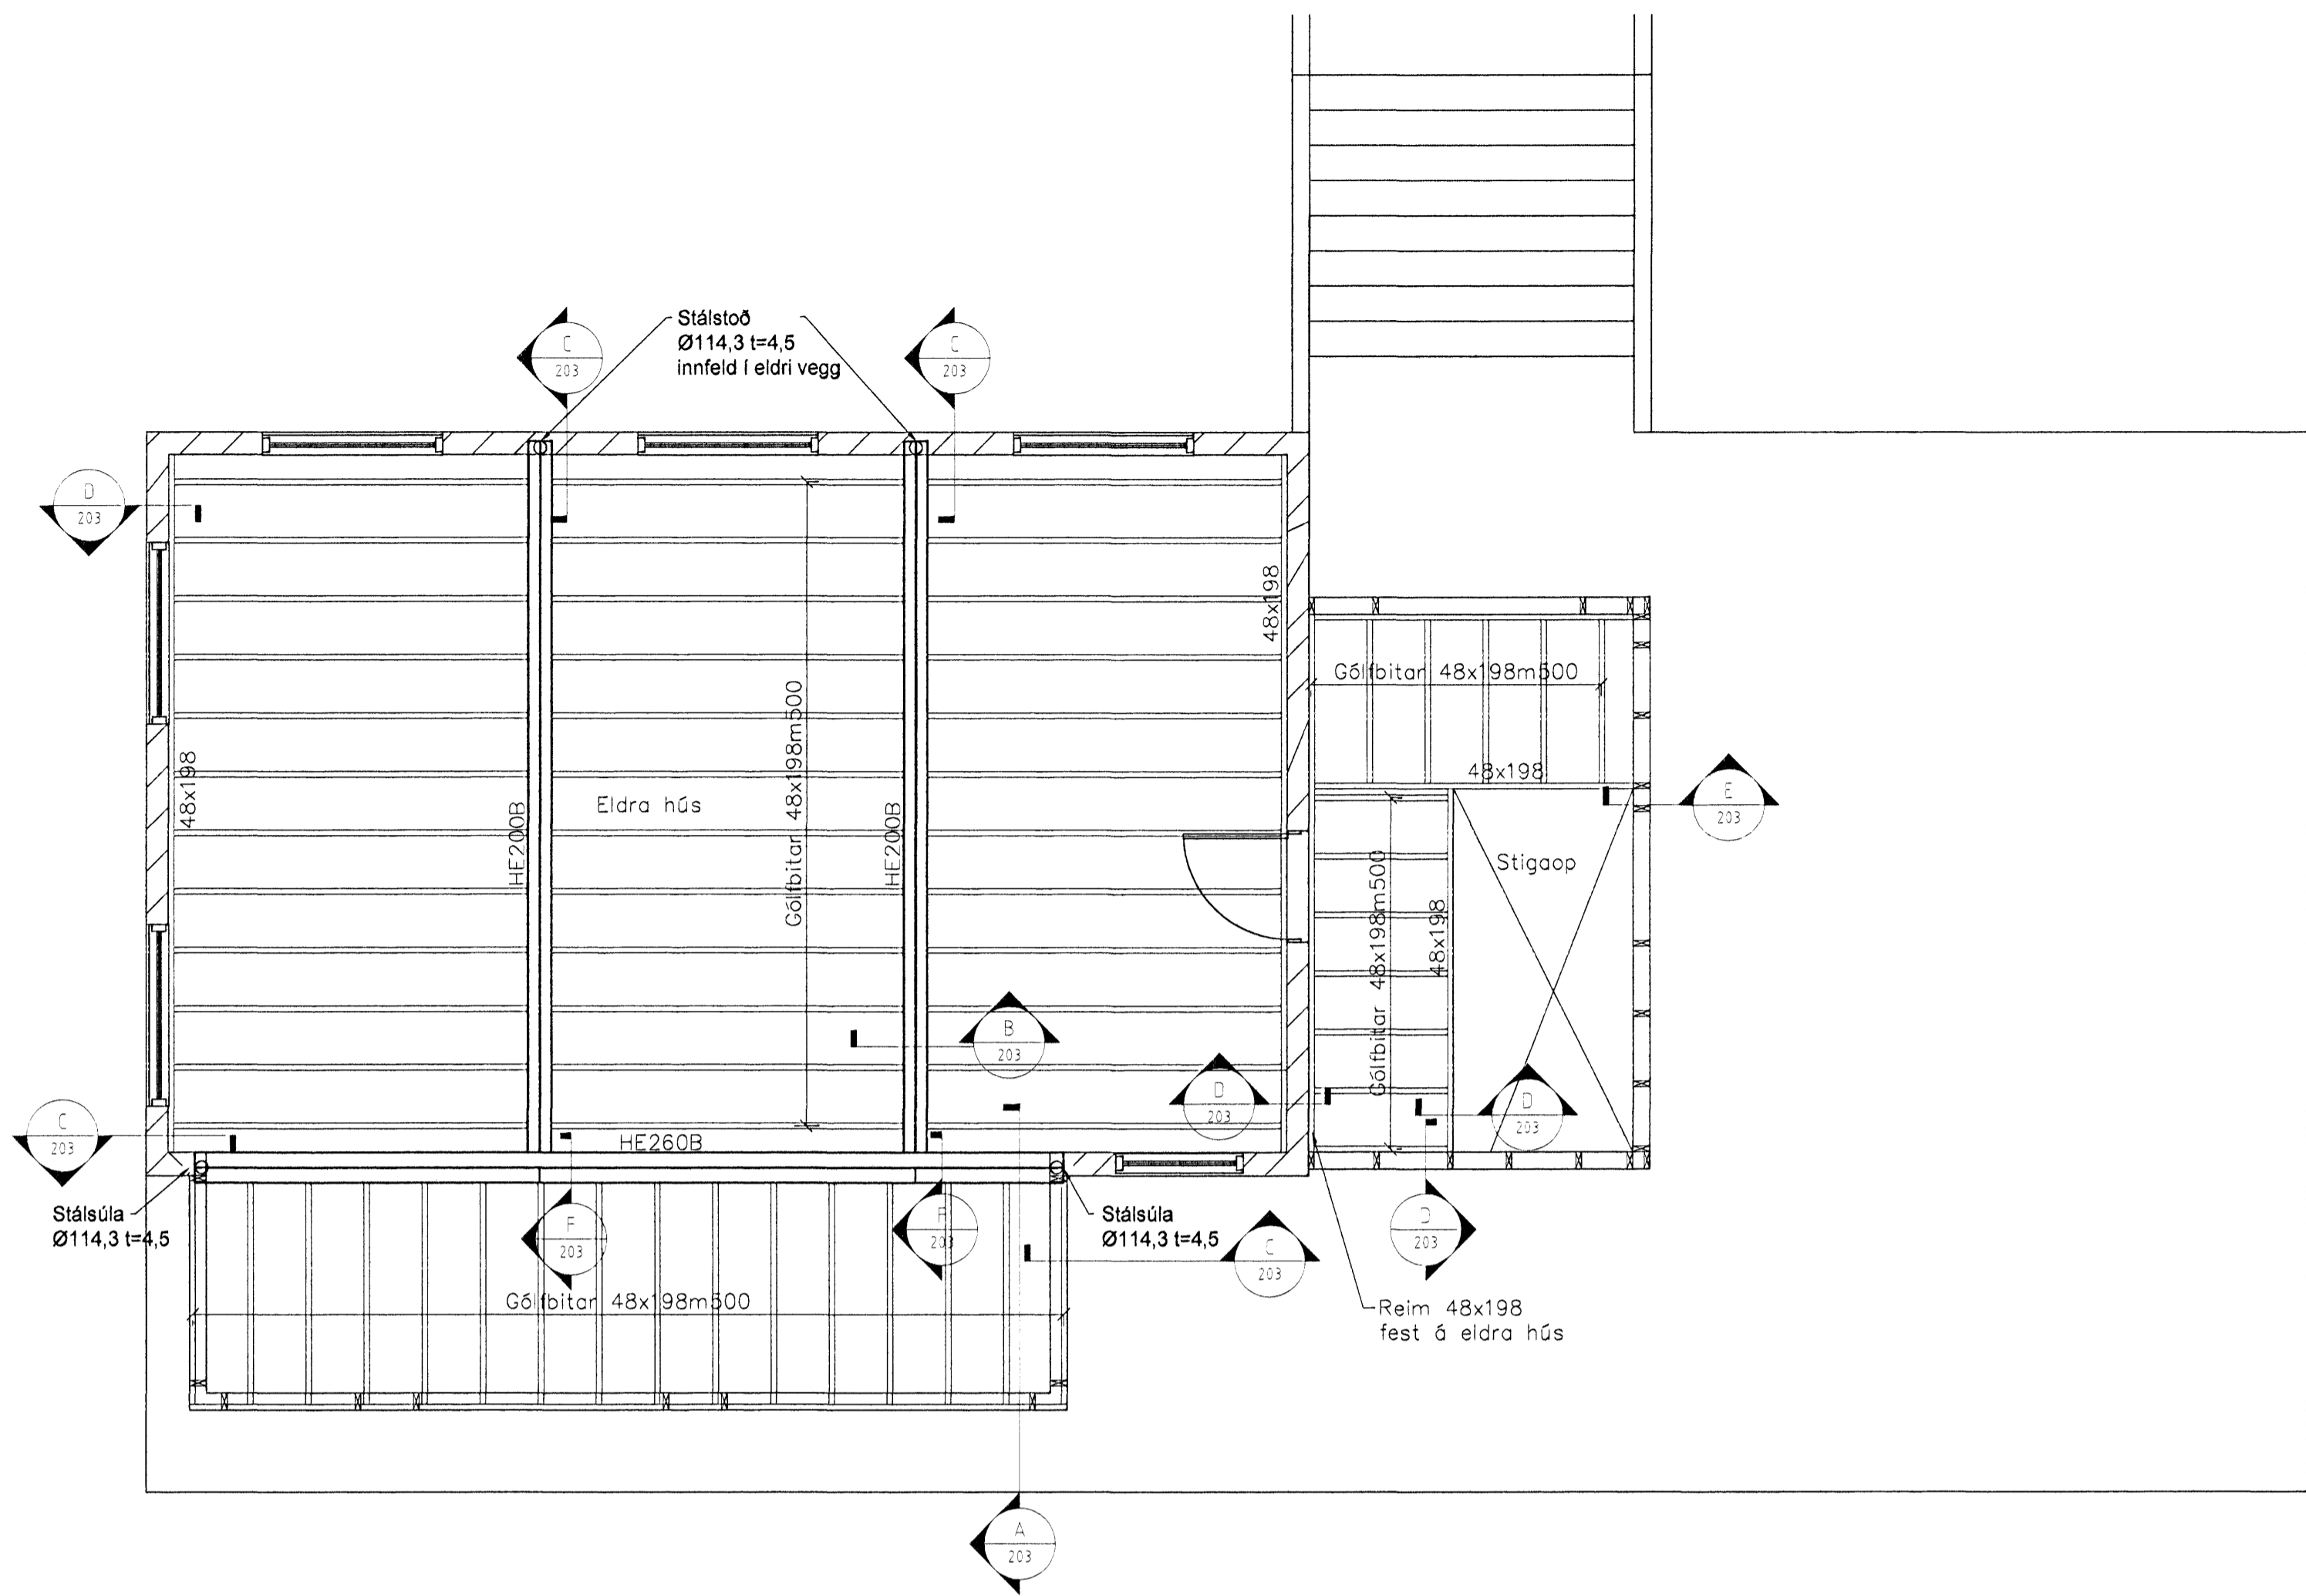 Stálstoð
Ø114,3 t=4,5
innfeld í eldri vegg
C
203
C
203
D
203
48x198
48x198
Gólfbitar 48x198m500
48x198
Gólfbitar 48x198m500
HE200B
HE200B
Eldra hús
E
203
Stigaop
Gólfbitar 48x198m500
48x198
B
203
D
203
D
203
C
203
HE260B
Stálsúla
Ø114,3 t=4,5
F
203
F
203
Stálsúla
Ø114,3 t=4,5
C
203
D
203
Gólfbitar 48x198m500
Reim 48x198
fest á eldra hús
A
203